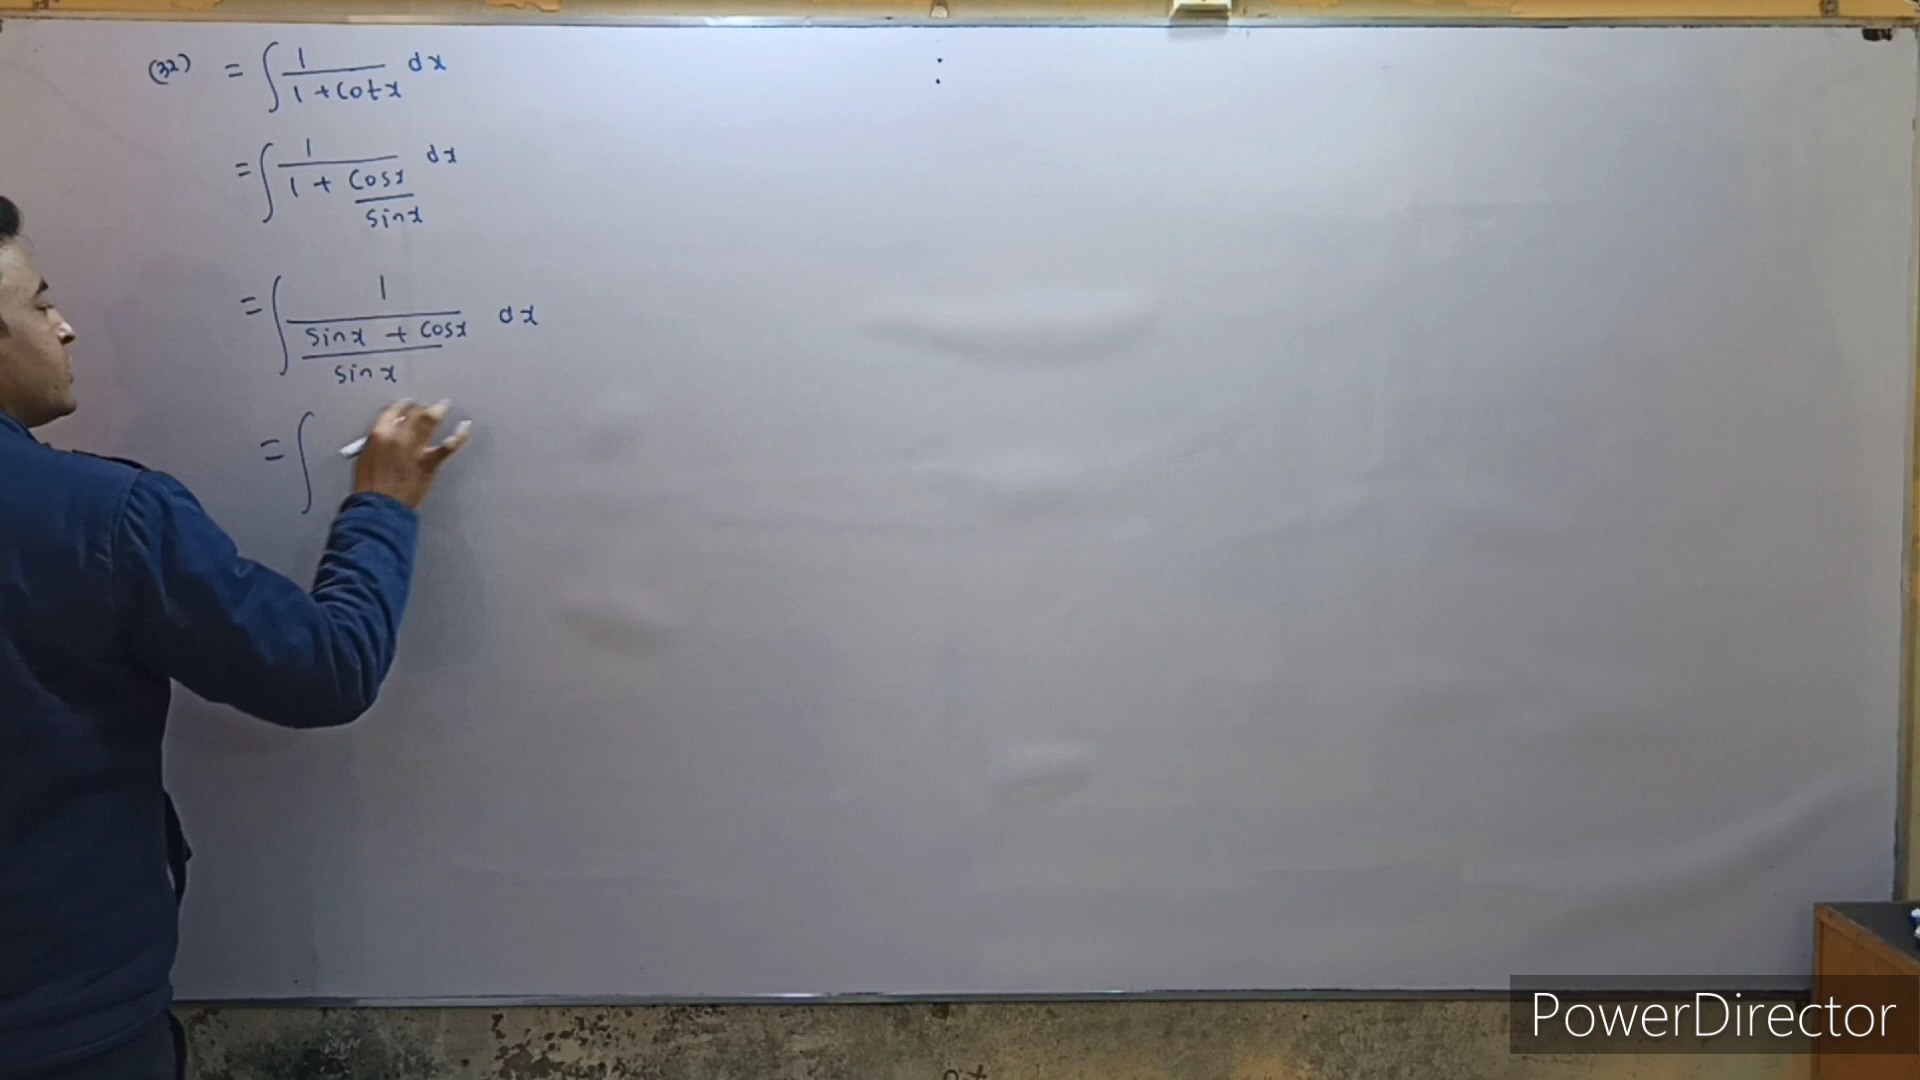 (32) = ∫ 1 / (1 + Cotx) dx
= ∫ 1 / (1 + Cosx / Sinx) dx
= ∫ 1 / ((Sinx + Cosx) / Sinx) dx
= ∫
PowerDirector